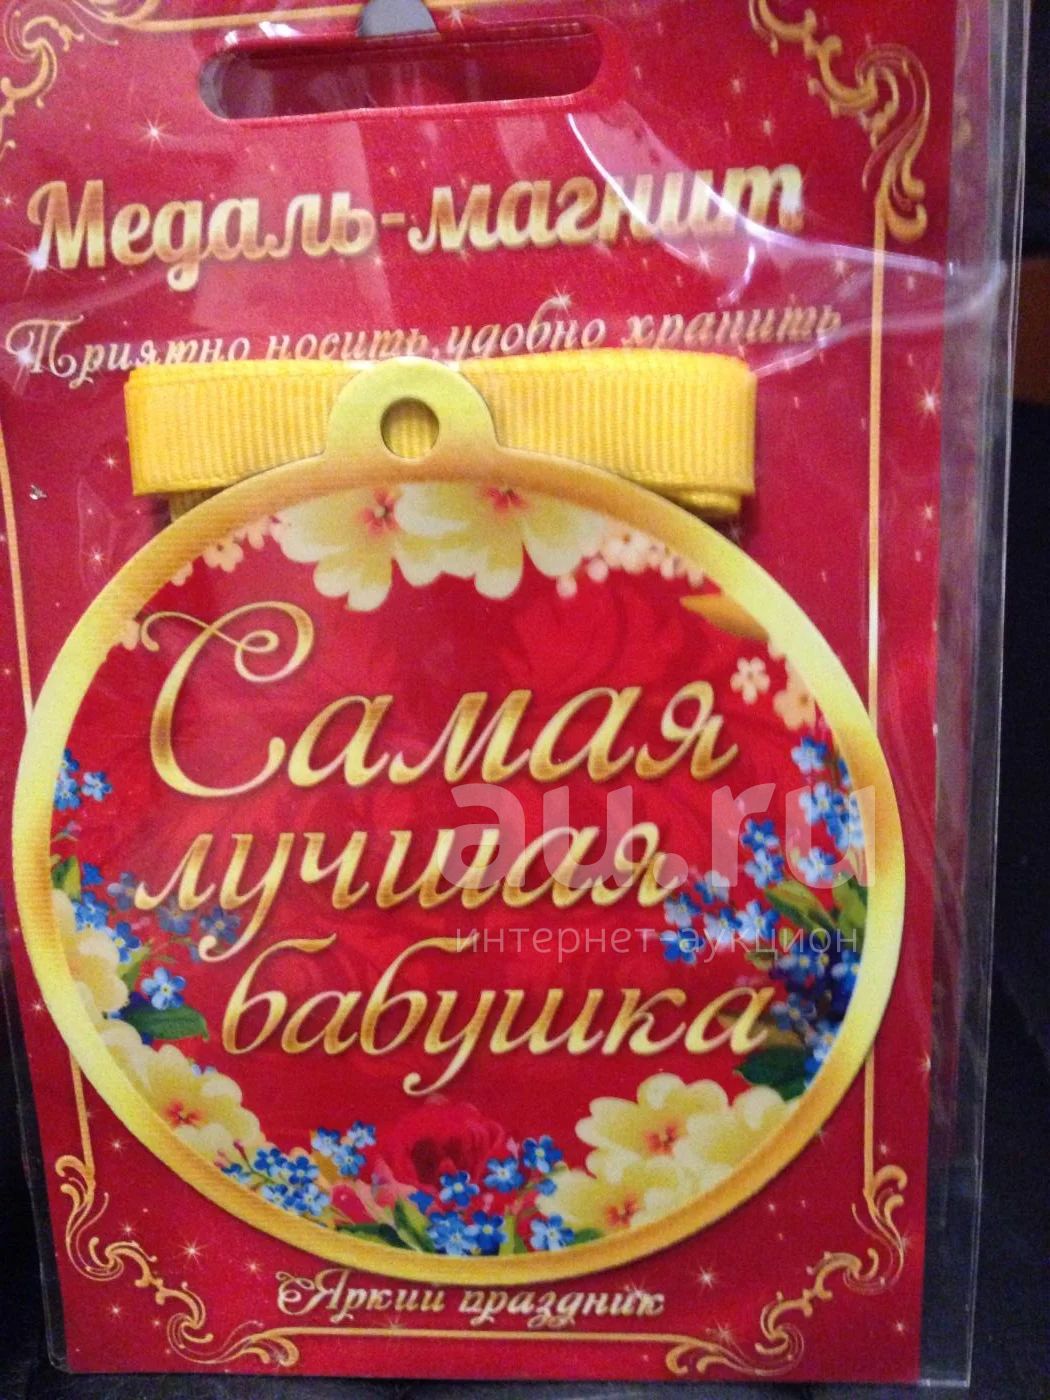 Медаль-магнит
Приятно носить, удобно хранить
Самая
лучшая
бабушка
au.ru
интернет-аукцион
Яркий праздник